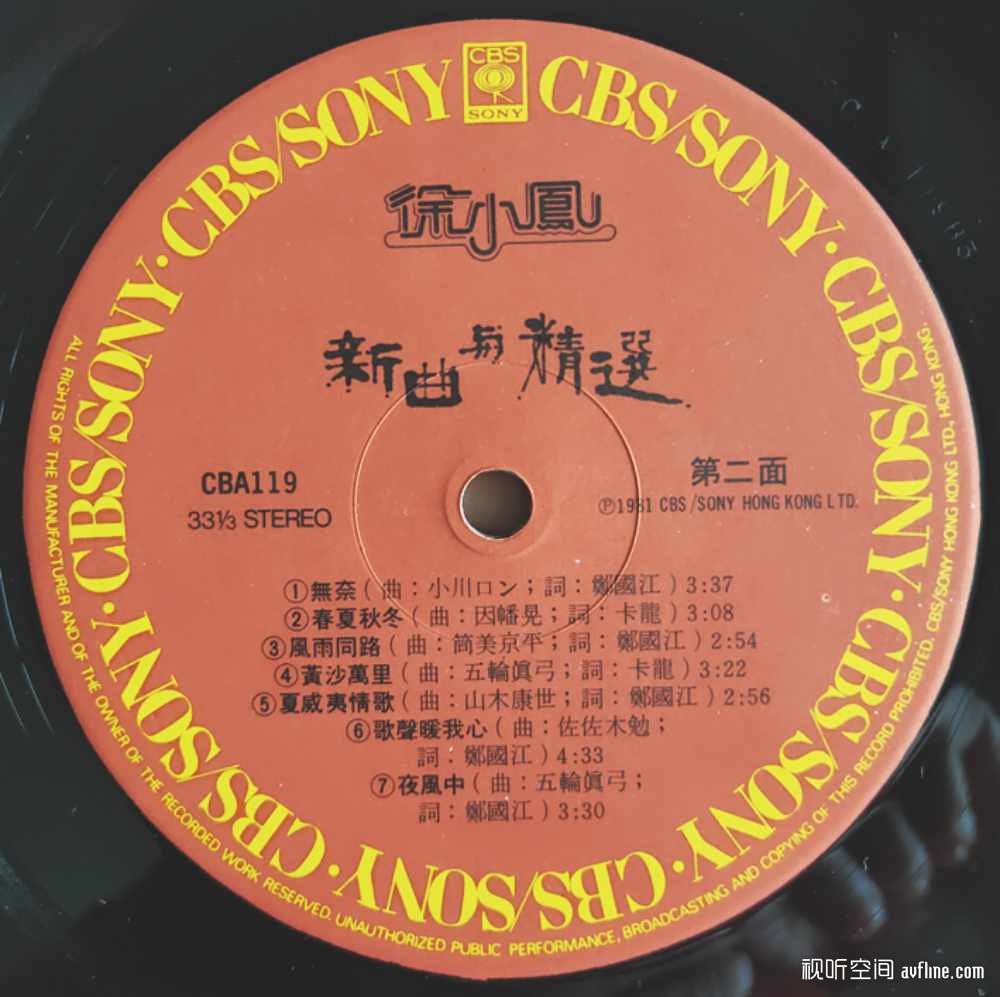 CBS/SONY · CBS/SONY · CBS/SONY · CBS/SONY · CBS/SONY · CBS/SONY · CBS/SONY · CBS/SONY · CBS/SONY
CBS
SONY
徐小鳳
新曲與精選
CBA119
33⅓ STEREO
第二面
Ⓟ1981 CBS/SONY HONG KONG LTD.
①無奈(曲:小川ロン;詞:鄭國江)3:37
②春夏秋冬(曲:因幡晃;詞:卡龍)3:08
③風雨同路(曲:筒美京平;詞:鄭國江)2:54
④黃沙萬里(曲:五輪眞弓;詞:卡龍)3:22
⑤夏威夷情歌(曲:山木康世;詞:鄭國江)2:56
⑥歌聲暖我心(曲:佐佐木勉;
詞:鄭國江)4:33
⑦夜風中(曲:五輪眞弓;
詞:鄭國江)3:30
ALL RIGHTS OF THE MANUFACTURER AND OF THE OWNER OF THE RECORDED WORK RESERVED. UNAUTHORIZED PUBLIC PERFORMANCE, BROADCASTING AND COPYING OF THIS RECORD PROHIBITED. CBS/SONY HONG KONG LTD., HONG KONG.
视听空间 avfline.com